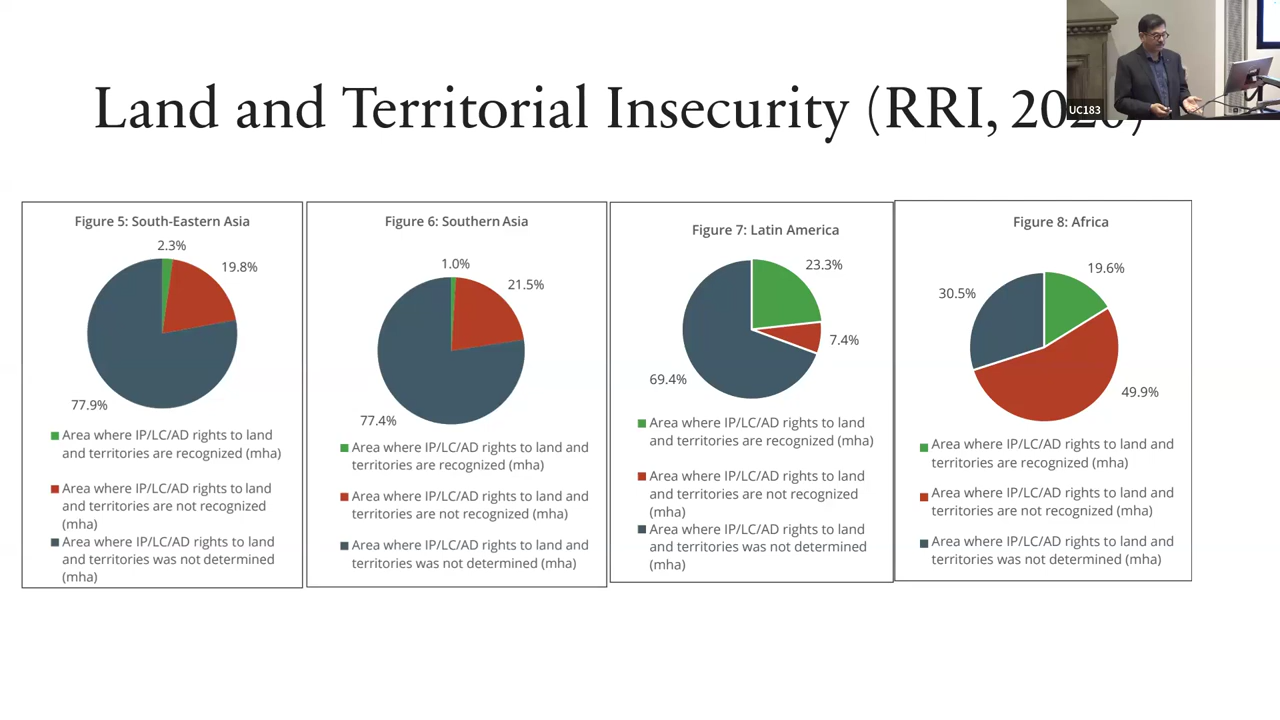 Land and Territorial Insecurity (RRI,
UC183
Figure 5: South-Eastern Asia
2.3%
19.8%
77.9%
Area where IP/LC/AD rights to land
and territories are recognized (mha)
Area where IP/LC/AD rights to land
and territories are not recognized
(mha)
Area where IP/LC/AD rights to land
and territories was not determined
(mha)
Figure 6: Southern Asia
1.0%
21.5%
77.4%
Area where IP/LC/AD rights to land and
territories are recognized (mha)
Area where IP/LC/AD rights to land and
territories are not recognized (mha)
Area where IP/LC/AD rights to land and
territories was not determined (mha)
Figure 7: Latin America
23.3%
7.4%
69.4%
Area where IP/LC/AD rights to land
and territories are recognized (mha)
Area where IP/LC/AD rights to land
and territories are not recognized
(mha)
Area where IP/LC/AD rights to land
and territories was not determined
(mha)
Figure 8: Africa
19.6%
30.5%
49.9%
Area where IP/LC/AD rights to land and
territories are recognized (mha)
Area where IP/LC/AD rights to land and
territories are not recognized (mha)
Area where IP/LC/AD rights to land and
territories was not determined (mha)